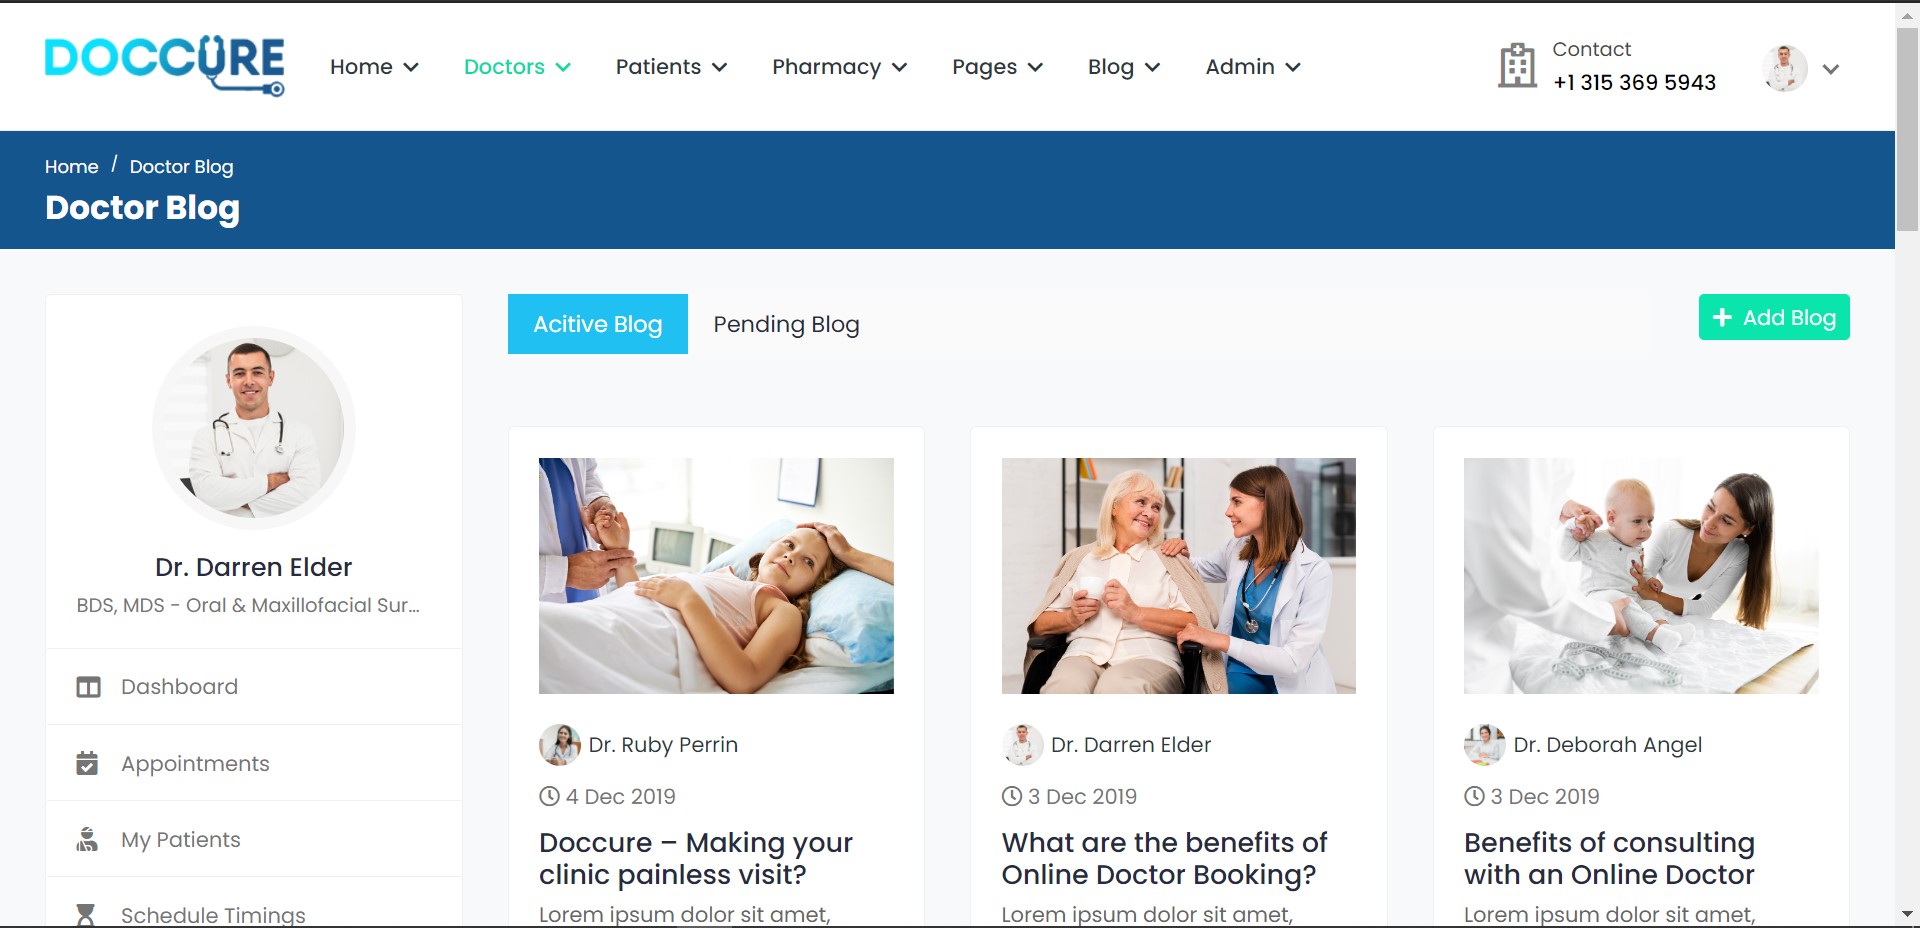 DOCCURE
Home
Doctors
Patients
Pharmacy
Pages
Blog
Admin
Contact
+1 315 369 5943
Home / Doctor Blog
Doctor Blog
Dr. Darren Elder
BDS, MDS - Oral & Maxillofacial Sur...
Dashboard
Appointments
My Patients
Schedule Timings
Acitive Blog
Pending Blog
+ Add Blog
Dr. Ruby Perrin
4 Dec 2019
Doccure – Making your
clinic painless visit?
Lorem ipsum dolor sit amet,
Dr. Darren Elder
3 Dec 2019
What are the benefits of
Online Doctor Booking?
Lorem ipsum dolor sit amet,
Dr. Deborah Angel
3 Dec 2019
Benefits of consulting
with an Online Doctor
Lorem ipsum dolor sit amet,